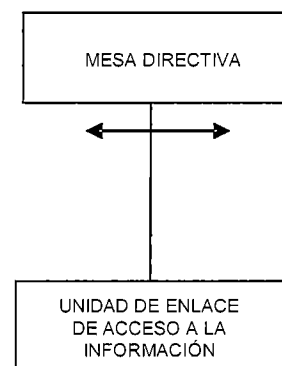 MESA DIRECTIVA
UNIDAD DE ENLACE
DE ACCESO A LA
INFORMACIÓN